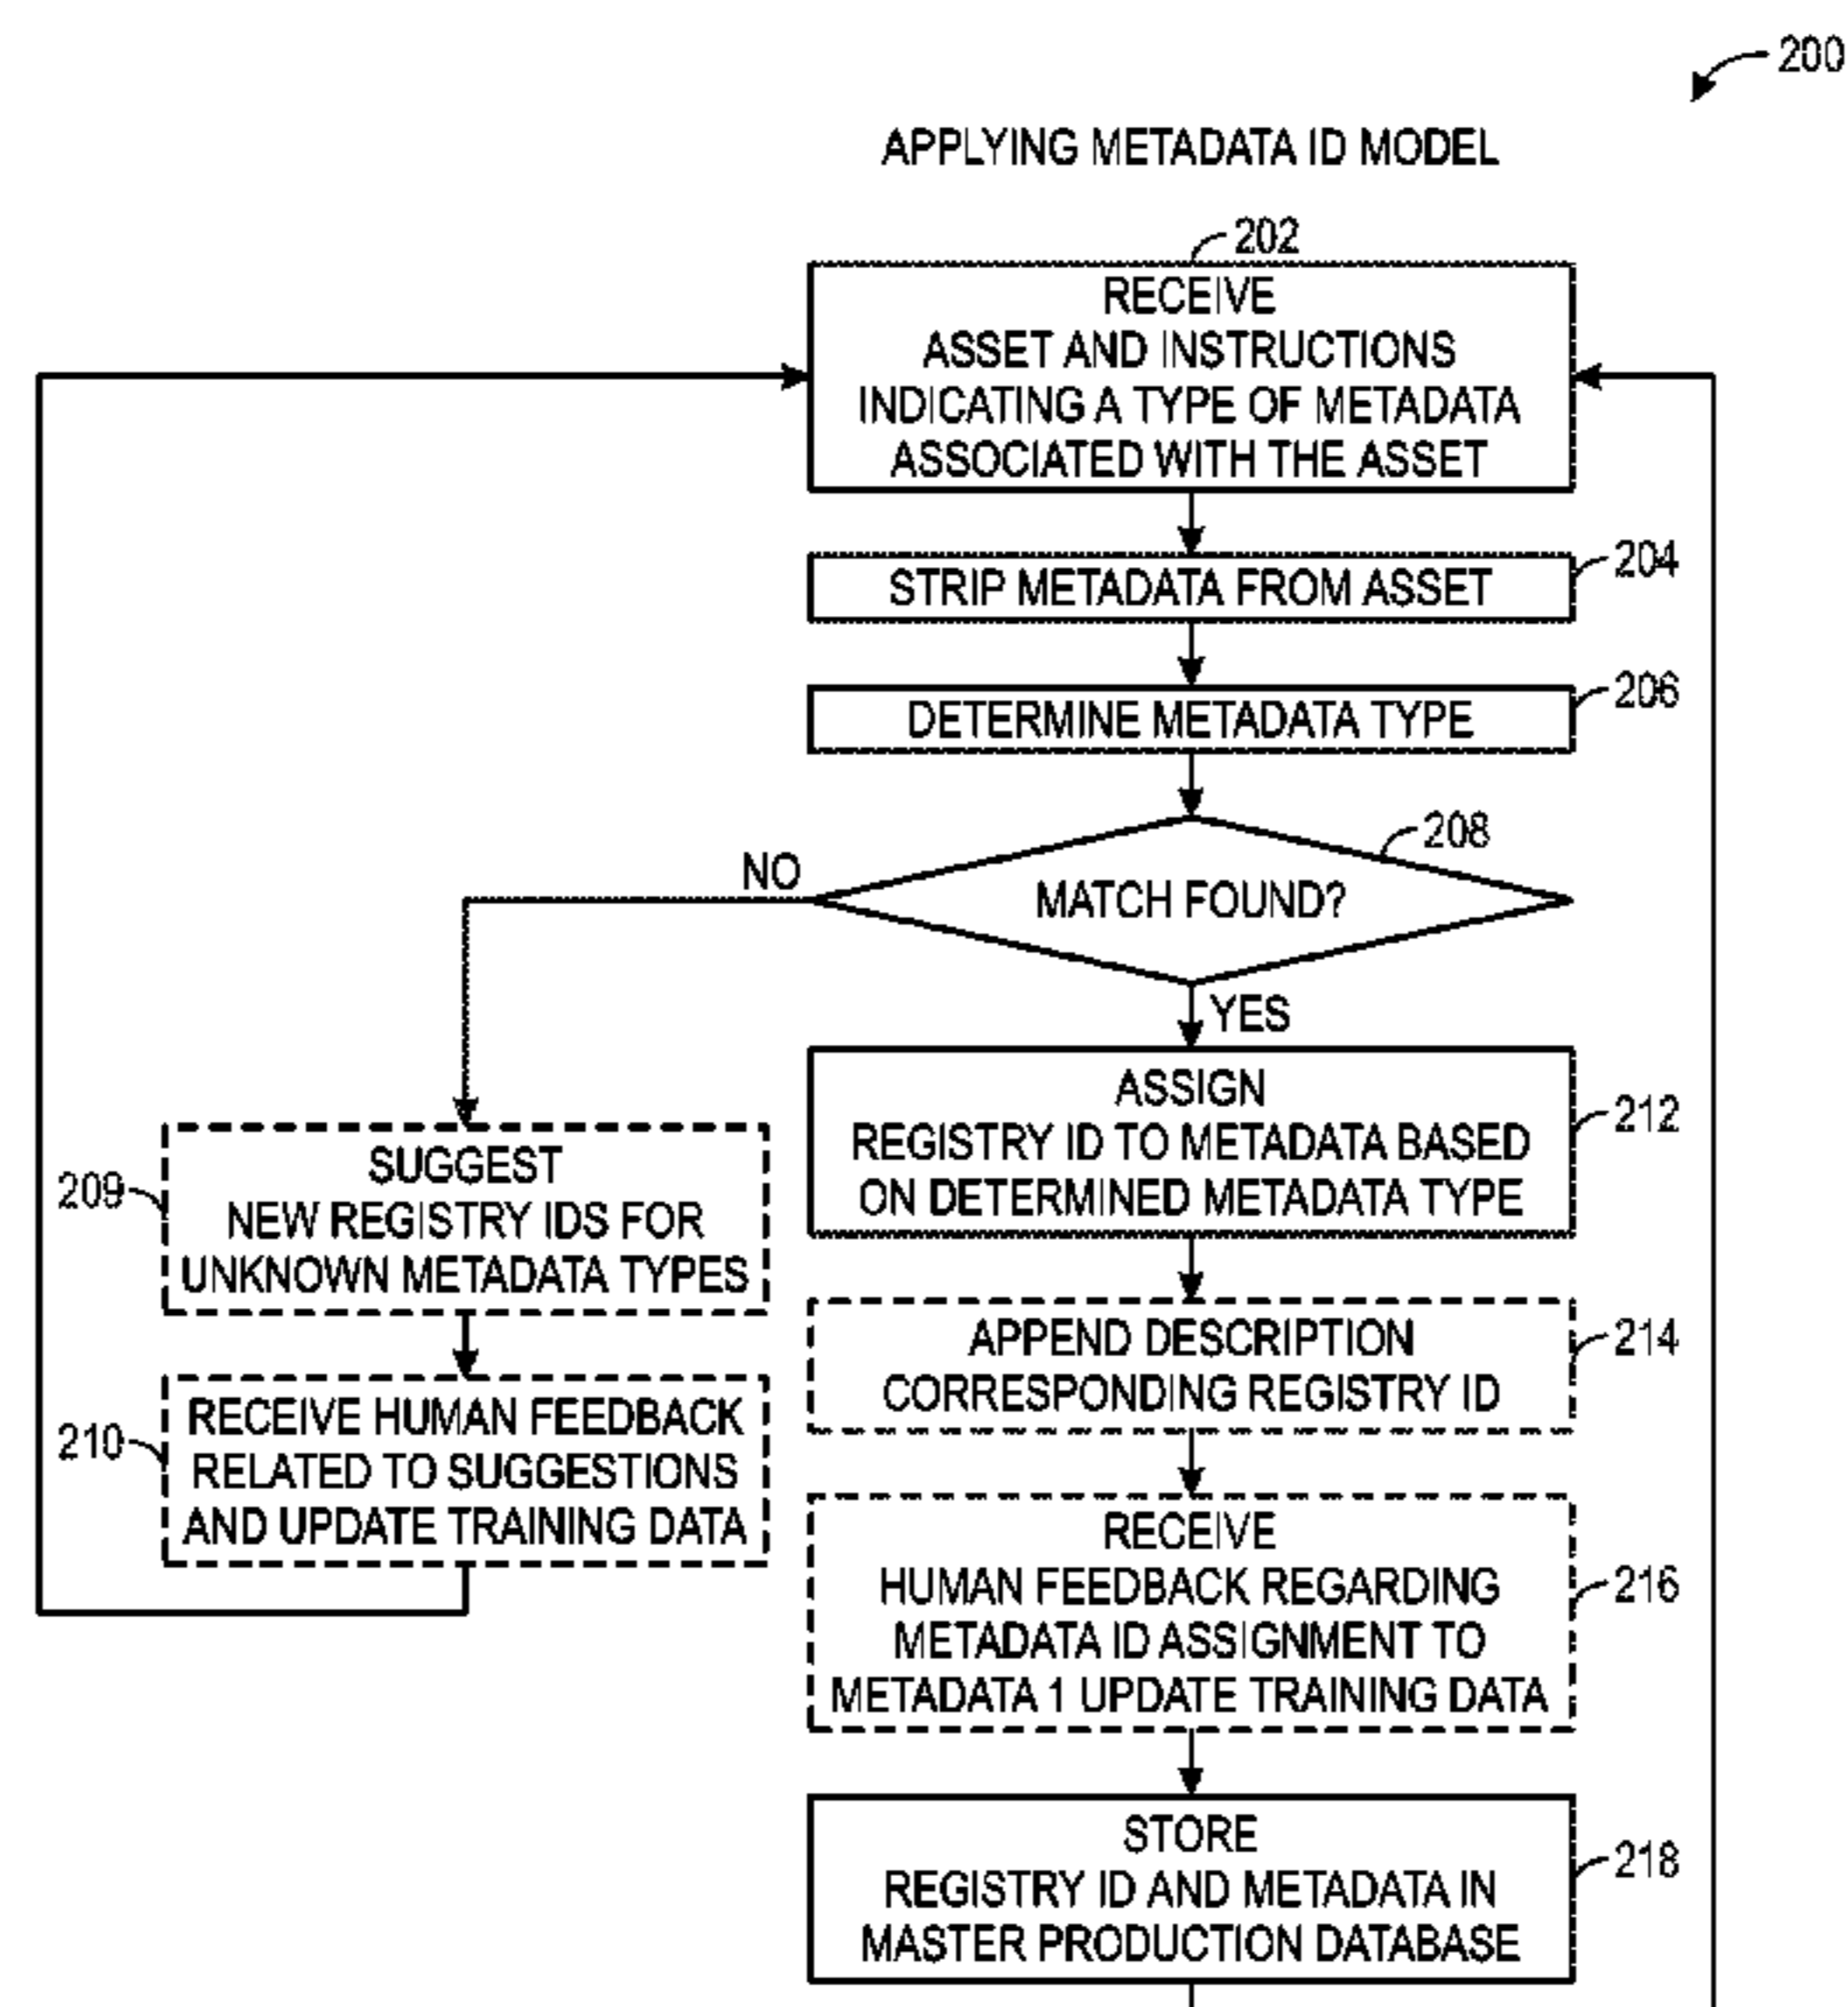 200
APPLYING METADATA ID MODEL
202
RECEIVE
ASSET AND INSTRUCTIONS
INDICATING A TYPE OF METADATA
ASSOCIATED WITH THE ASSET
204
STRIP METADATA FROM ASSET
206
DETERMINE METADATA TYPE
208
MATCH FOUND?
NO
YES
209
SUGGEST
NEW REGISTRY IDS FOR
UNKNOWN METADATA TYPES
210
RECEIVE HUMAN FEEDBACK
RELATED TO SUGGESTIONS
AND UPDATE TRAINING DATA
ASSIGN
REGISTRY ID TO METADATA BASED
ON DETERMINED METADATA TYPE
212
APPEND DESCRIPTION
CORRESPONDING REGISTRY ID
214
RECEIVE
HUMAN FEEDBACK REGARDING
METADATA ID ASSIGNMENT TO
METADATA 1 UPDATE TRAINING DATA
216
STORE
REGISTRY ID AND METADATA IN
MASTER PRODUCTION DATABASE
218